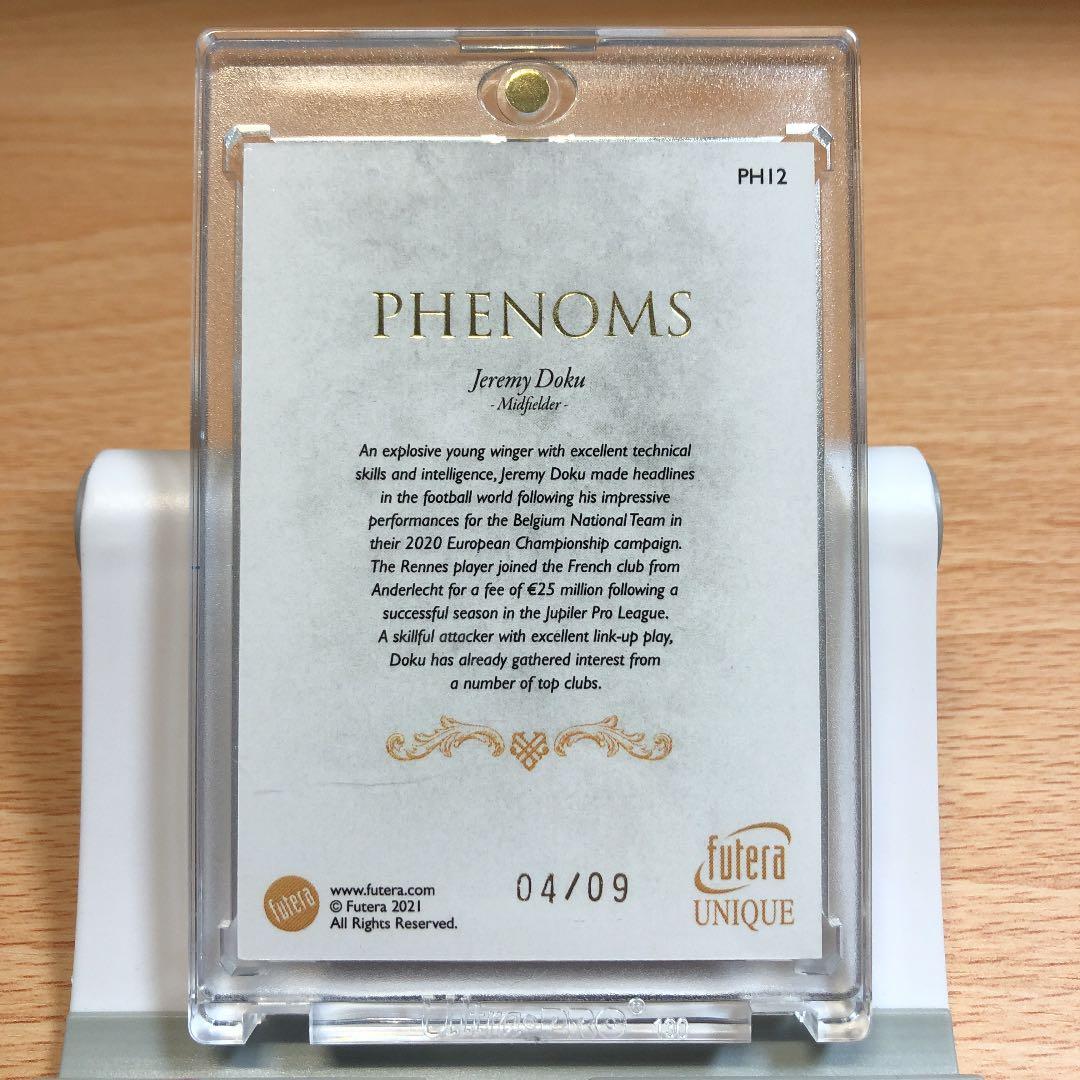 PH12
PHENOMS
Jeremy Doku
- Midfielder -
An explosive young winger with excellent technical
skills and intelligence, Jeremy Doku made headlines
in the football world following his impressive
performances for the Belgium National Team in
their 2020 European Championship campaign.
The Rennes player joined the French club from
Anderlecht for a fee of €25 million following a
successful season in the Jupiler Pro League.
A skillful attacker with excellent link-up play,
Doku has already gathered interest from
a number of top clubs.
futera
www.futera.com
© Futera 2021
All Rights Reserved.
04/09
futera
UNIQUE
Ultra PRO® 130